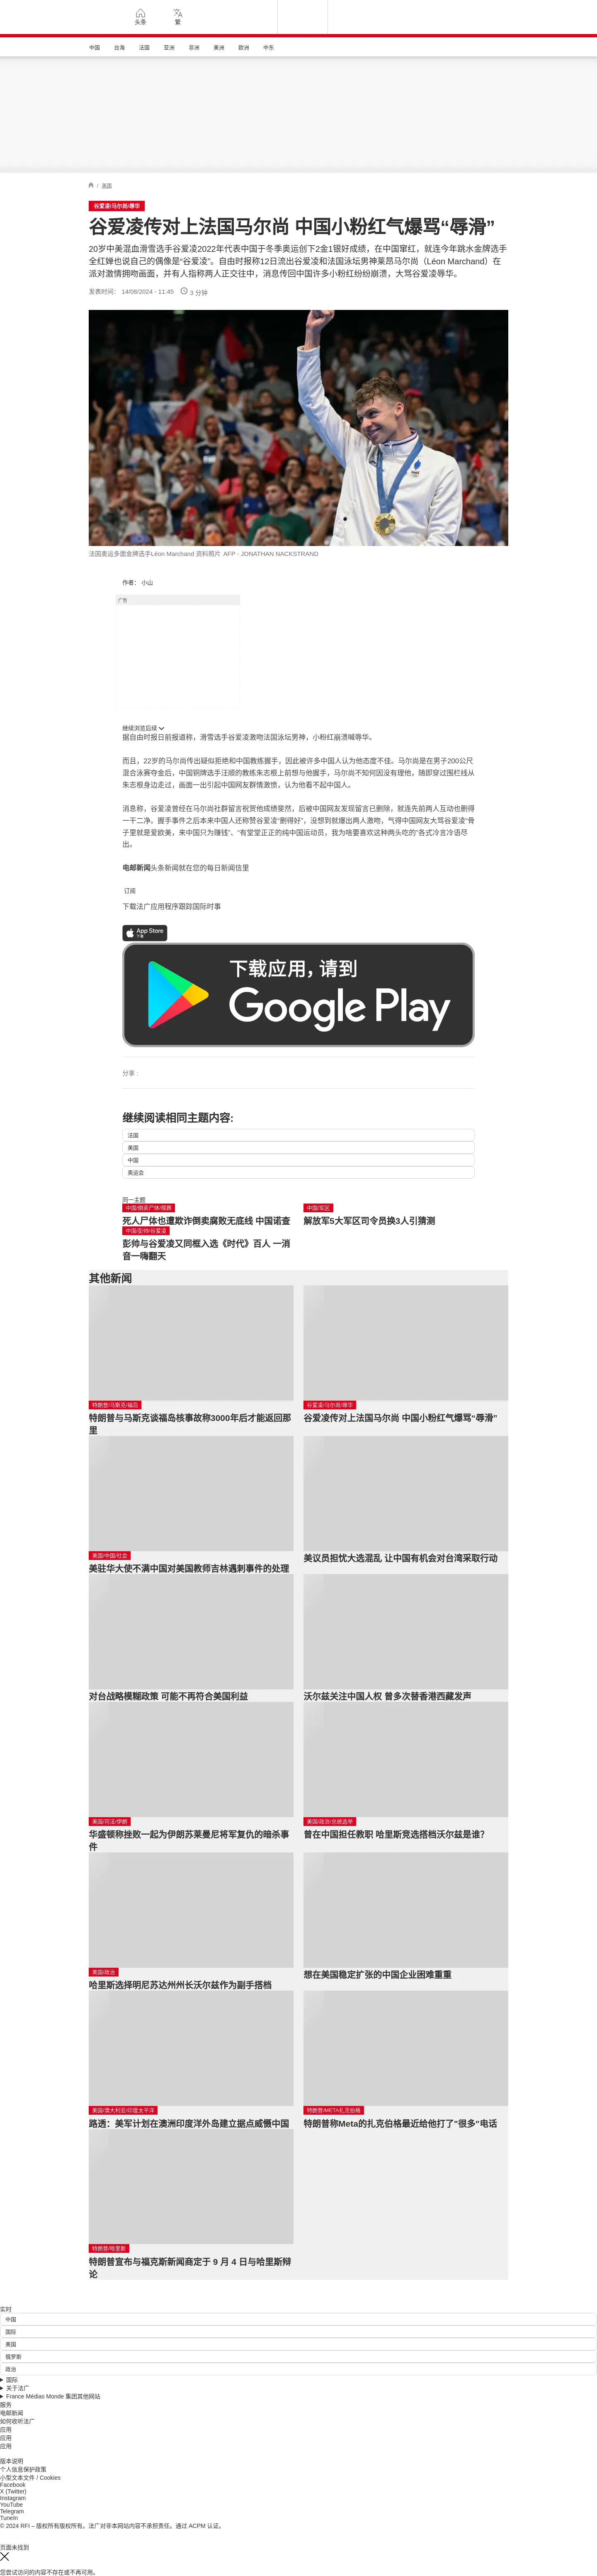 头条
繁
中国 台海 法国 亚洲 非洲 美洲 欧洲 中东
/ 美国
谷爱凌/马尔尚/辱华
谷爱凌传对上法国马尔尚 中国小粉红气爆骂“辱滑”
20岁中美混血滑雪选手谷爱凌2022年代表中国于冬季奥运创下2金1银好成绩，在中国窜红，就连今年跳水金牌选手
全红婵也说自己的偶像是“谷爱凌”。自由时报称12日流出谷爱凌和法国泳坛男神莱昂马尔尚（Léon Marchand）在
派对激情拥吻画面，并有人指称两人正交往中，消息传回中国许多小粉红纷纷崩溃，大骂谷爱凌辱华。
发表时间： 14/08/2024 - 11:45 3 分钟
法国奥运多面金牌选手Léon Marchand 资料照片 AFP - JONATHAN NACKSTRAND
作者： 小山
广告
继续浏览后续
据自由时报日前报道称，滑雪选手谷爱凌激吻法国泳坛男神，小粉红崩溃喊辱华。
而且，22岁的马尔尚传出疑似拒绝和中国教练握手，因此被许多中国人认为他态度不佳。马尔尚是在男子200公尺
混合泳赛夺金后，中国铜牌选手汪顺的教练朱志根上前想与他握手，马尔尚不知何因没有理他，随即穿过围栏线从
朱志根身边走过，画面一出引起中国网友群情激愤，认为他看不起中国人。
消息称，谷爱凌曾经在马尔尚社群留言祝贺他成绩斐然，后被中国网友发现留言已删除，就连先前两人互动也删得
一干二净。握手事件之后本来中国人还称赞谷爱凌“删得好”，没想到就爆出两人激吻，气得中国网友大骂谷爱凌“骨
子里就是爱欧美，来中国只为赚钱”、“有堂堂正正的纯中国运动员，我为啥要喜欢这种两头吃的”各式冷言冷语尽
出。
电邮新闻头条新闻就在您的每日新闻信里
订阅
下载法广应用程序跟踪国际时事
App Store
下载
下载应用，请到
Google Play
分享 :
继续阅读相同主题内容:
法国
美国
中国
奥运会
同一主题
中国/倒卖尸体/殡葬
死人尸体也遭欺诈倒卖腐败无底线 中国诺查
中国/军区
解放军5大军区司令员换3人引猜测
中国/彭帅/谷爱凌
彭帅与谷爱凌又同框入选《时代》百人 一消
音一嗨翻天
其他新闻
特朗普/马斯克/福岛
特朗普与马斯克谈福岛核事故称3000年后才能返回那
里
谷爱凌/马尔尚/辱华
谷爱凌传对上法国马尔尚 中国小粉红气爆骂“辱滑”
美国/中国/社会
美驻华大使不满中国对美国教师吉林遇刺事件的处理
美议员担忧大选混乱 让中国有机会对台湾采取行动
对台战略模糊政策 可能不再符合美国利益
沃尔兹关注中国人权 曾多次替香港西藏发声
美国/司法/伊朗
华盛顿称挫败一起为伊朗苏莱曼尼将军复仇的暗杀事
件
美国/政治/总统选举
曾在中国担任教职 哈里斯竞选搭档沃尔兹是谁？
美国/政治
哈里斯选择明尼苏达州州长沃尔兹作为副手搭档
想在美国稳定扩张的中国企业困难重重
美国/澳大利亚/印度太平洋
路透：美军计划在澳洲印度洋外岛建立据点威慑中国
特朗普/META扎克伯格
特朗普称Meta的扎克伯格最近给他打了"很多"电话
特朗普/哈里斯
特朗普宣布与福克斯新闻商定于 9 月 4 日与哈里斯辩
论
实时
中国
国际
美国
俄罗斯
政治
国际
关于法广
France Médias Monde 集团其他网站
服务
电邮新闻
如何收听法广
应用
应用
应用
版本说明
个人信息保护政策
小型文本文件 / Cookies
Facebook
X (Twitter)
Instagram
YouTube
Telegram
TuneIn
© 2024 RFI – 版权所有版权所有。法广对非本网站内容不承担责任。通过 ACPM 认证。
页面未找到
您尝试访问的内容不存在或不再可用。